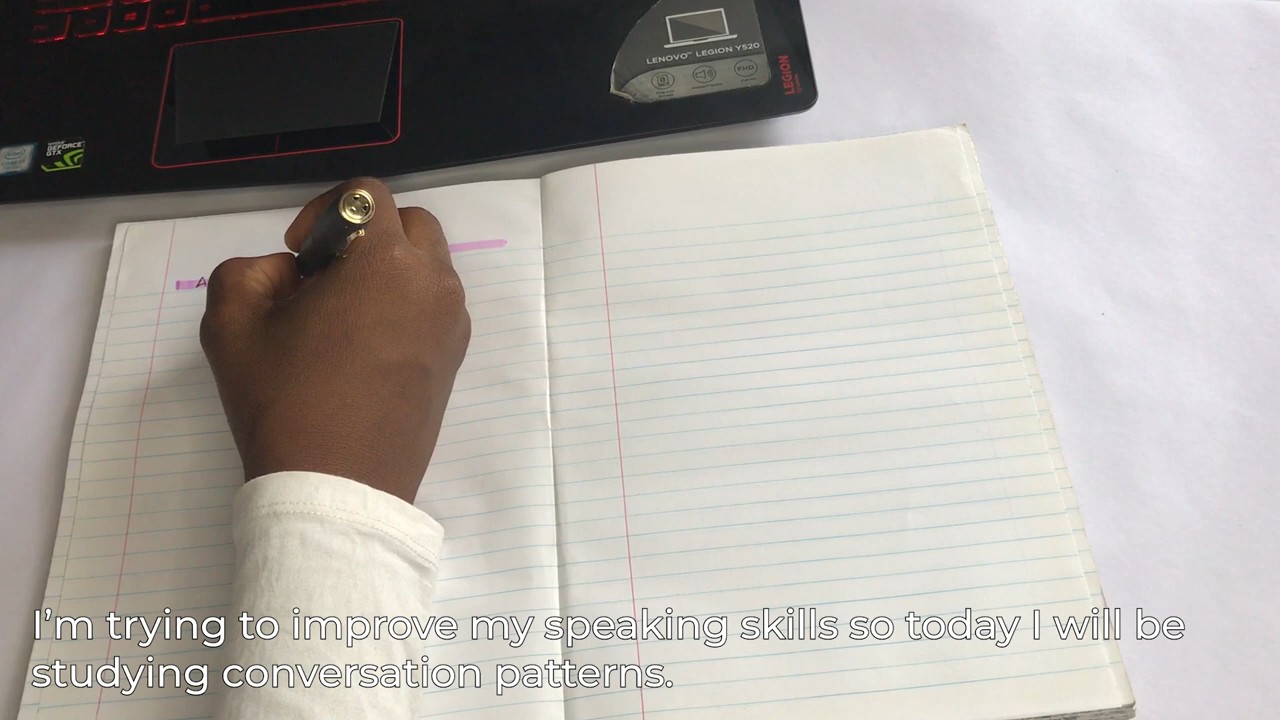 LENOVO™ LEGION Y520
FHD
LEGION
GEFORCE
GTX
A
I'm trying to improve my speaking skills so today I will be
studying conversation patterns.